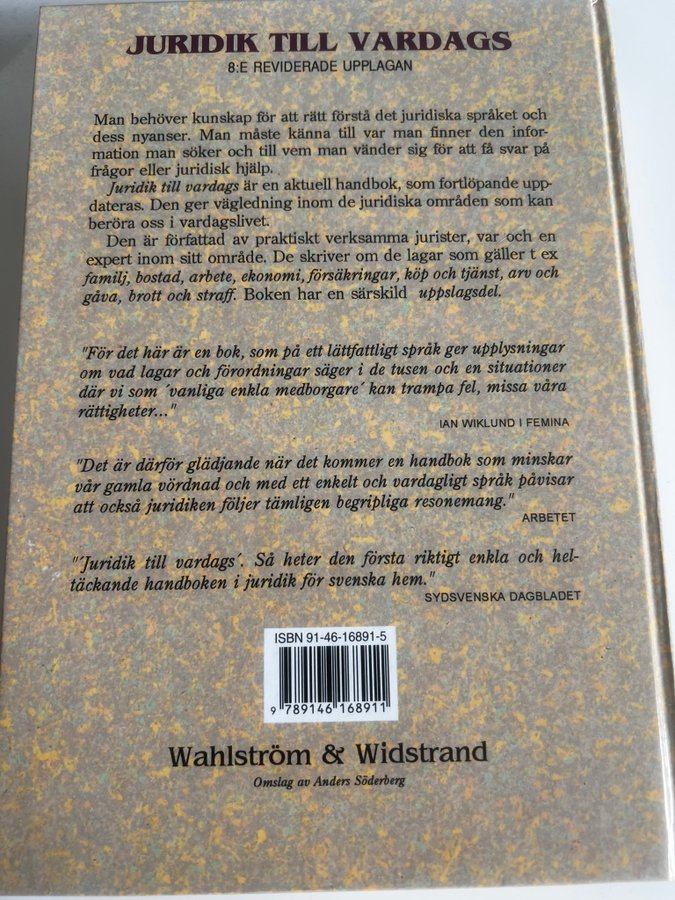 JURIDIK TILL VARDAGS
8:E REVIDERADE UPPLAGAN
Man behöver kunskap för att rätt förstå det juridiska språket och
dess nyanser. Man måste känna till var man finner den infor-
mation man söker och till vem man vänder sig för att få svar på
frågor eller juridisk hjälp.
Juridik till vardags är en aktuell handbok, som fortlöpande upp-
dateras. Den ger vägledning inom de juridiska områden som kan
beröra oss i vardagslivet.
Den är författad av praktiskt verksamma jurister, var och en
expert inom sitt område. De skriver om de lagar som gäller t ex
familj, bostad, arbete, ekonomi, försäkringar, köp och tjänst, arv och
gåva, brott och straff. Boken har en särskild uppslagsdel.
"För det här är en bok, som på ett lättfattligt språk ger upplysningar
om vad lagar och förordningar säger i de tusen och en situationer
där vi som ´vanliga enkla medborgare´ kan trampa fel, missa våra
rättigheter..."
IAN WIKLUND I FEMINA
"Det är därför glädjande när det kommer en handbok som minskar
vår gamla vördnad och med ett enkelt och vardagligt språk påvisar
att också juridiken följer tämligen begripliga resonemang."
ARBETET
"´Juridik till vardags´. Så heter den första riktigt enkla och hel-
täckande handboken i juridik för svenska hem."
SYDSVENSKA DAGBLADET
ISBN 91-46-16891-5
9 789146 168911
Wahlström & Widstrand
Omslag av Anders Söderberg